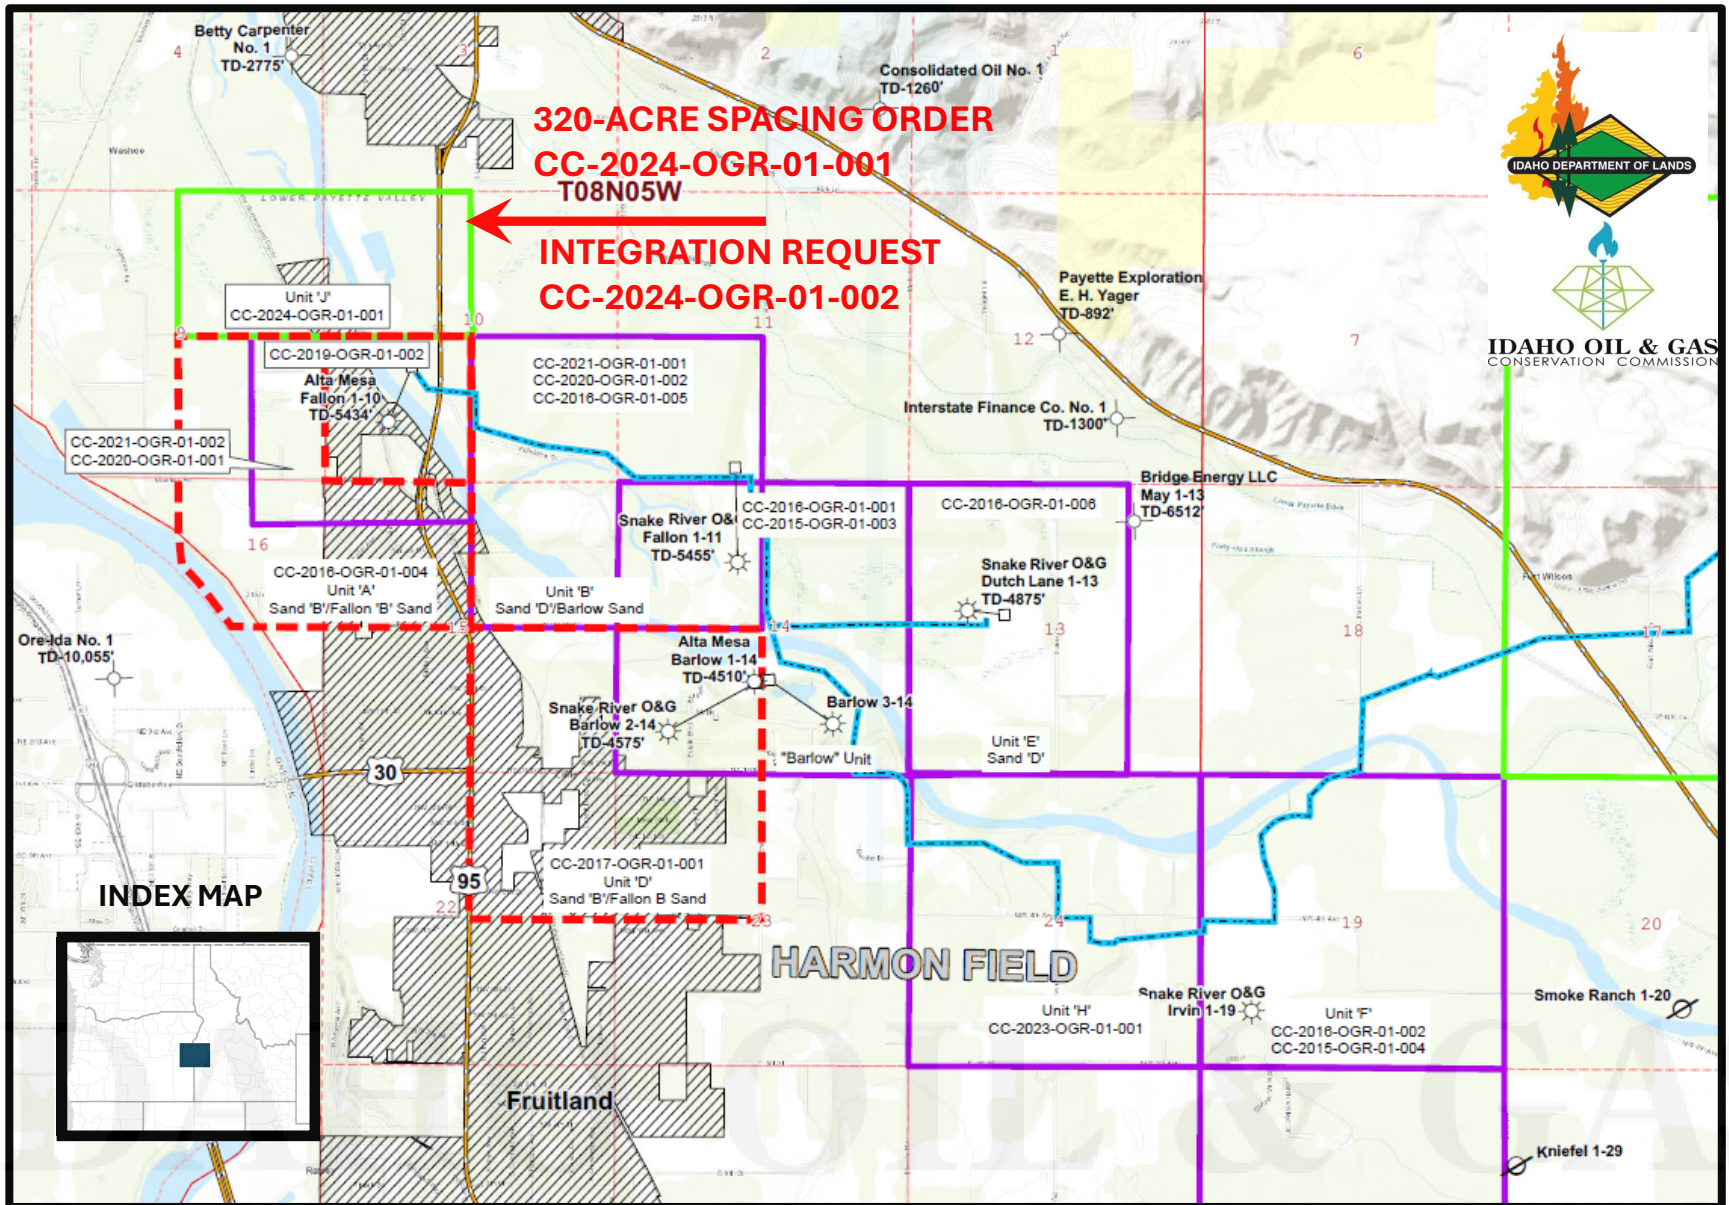 Betty Carpenter
No. 1
TD-2775'
4
3
2
1
6
Consolidated Oil No. 1
TD-1260'
320-ACRE SPACING ORDER
CC-2024-OGR-01-001
T08N05W
INTEGRATION REQUEST
CC-2024-OGR-01-002
IDAHO DEPARTMENT OF LANDS
IDAHO OIL & GAS
CONSERVATION COMMISSION
Washoe
LOWER PAYETTE VALLEY
Unit 'J'
CC-2024-OGR-01-001
Payette Exploration
E. H. Yager
TD-892'
9
10
11
12
7
CC-2019-OGR-01-002
Alta Mesa
Fallon 1-10
TD-5434'
CC-2021-OGR-01-001
CC-2020-OGR-01-002
CC-2016-OGR-01-005
Interstate Finance Co. No. 1
TD-1300'
CC-2021-OGR-01-002
CC-2020-OGR-01-001
Bridge Energy LLC
May 1-13
TD-6512'
CC-2016-OGR-01-001
CC-2015-OGR-01-003
CC-2016-OGR-01-006
Snake River O&G
Fallon 1-11
TD-5455'
16
CC-2016-OGR-01-004
Unit 'A'
Sand 'B'/Fallon 'B' Sand
Unit 'B'
Sand 'D'/Barlow Sand
Snake River O&G
Dutch Lane 1-13
TD-4875'
Port Wilson
15
14
13
18
17
Ore-Ida No. 1
TD-10,055'
Alta Mesa
Barlow 1-14
TD-4510'
Snake River O&G
Barlow 2-14
TD-4575'
Barlow 3-14
"Barlow" Unit
Unit 'E'
Sand 'D'
30
95
CC-2017-OGR-01-001
Unit 'D'
Sand 'B'/Fallon B Sand
INDEX MAP
22
23
24
19
20
HARMON FIELD
Unit 'H'
CC-2023-OGR-01-001
Snake River O&G
Irvin 1-19
Unit 'F'
CC-2016-OGR-01-002
CC-2015-OGR-01-004
Smoke Ranch 1-20
Fruitland
Kniefel 1-29
IDAHO OIL & GA